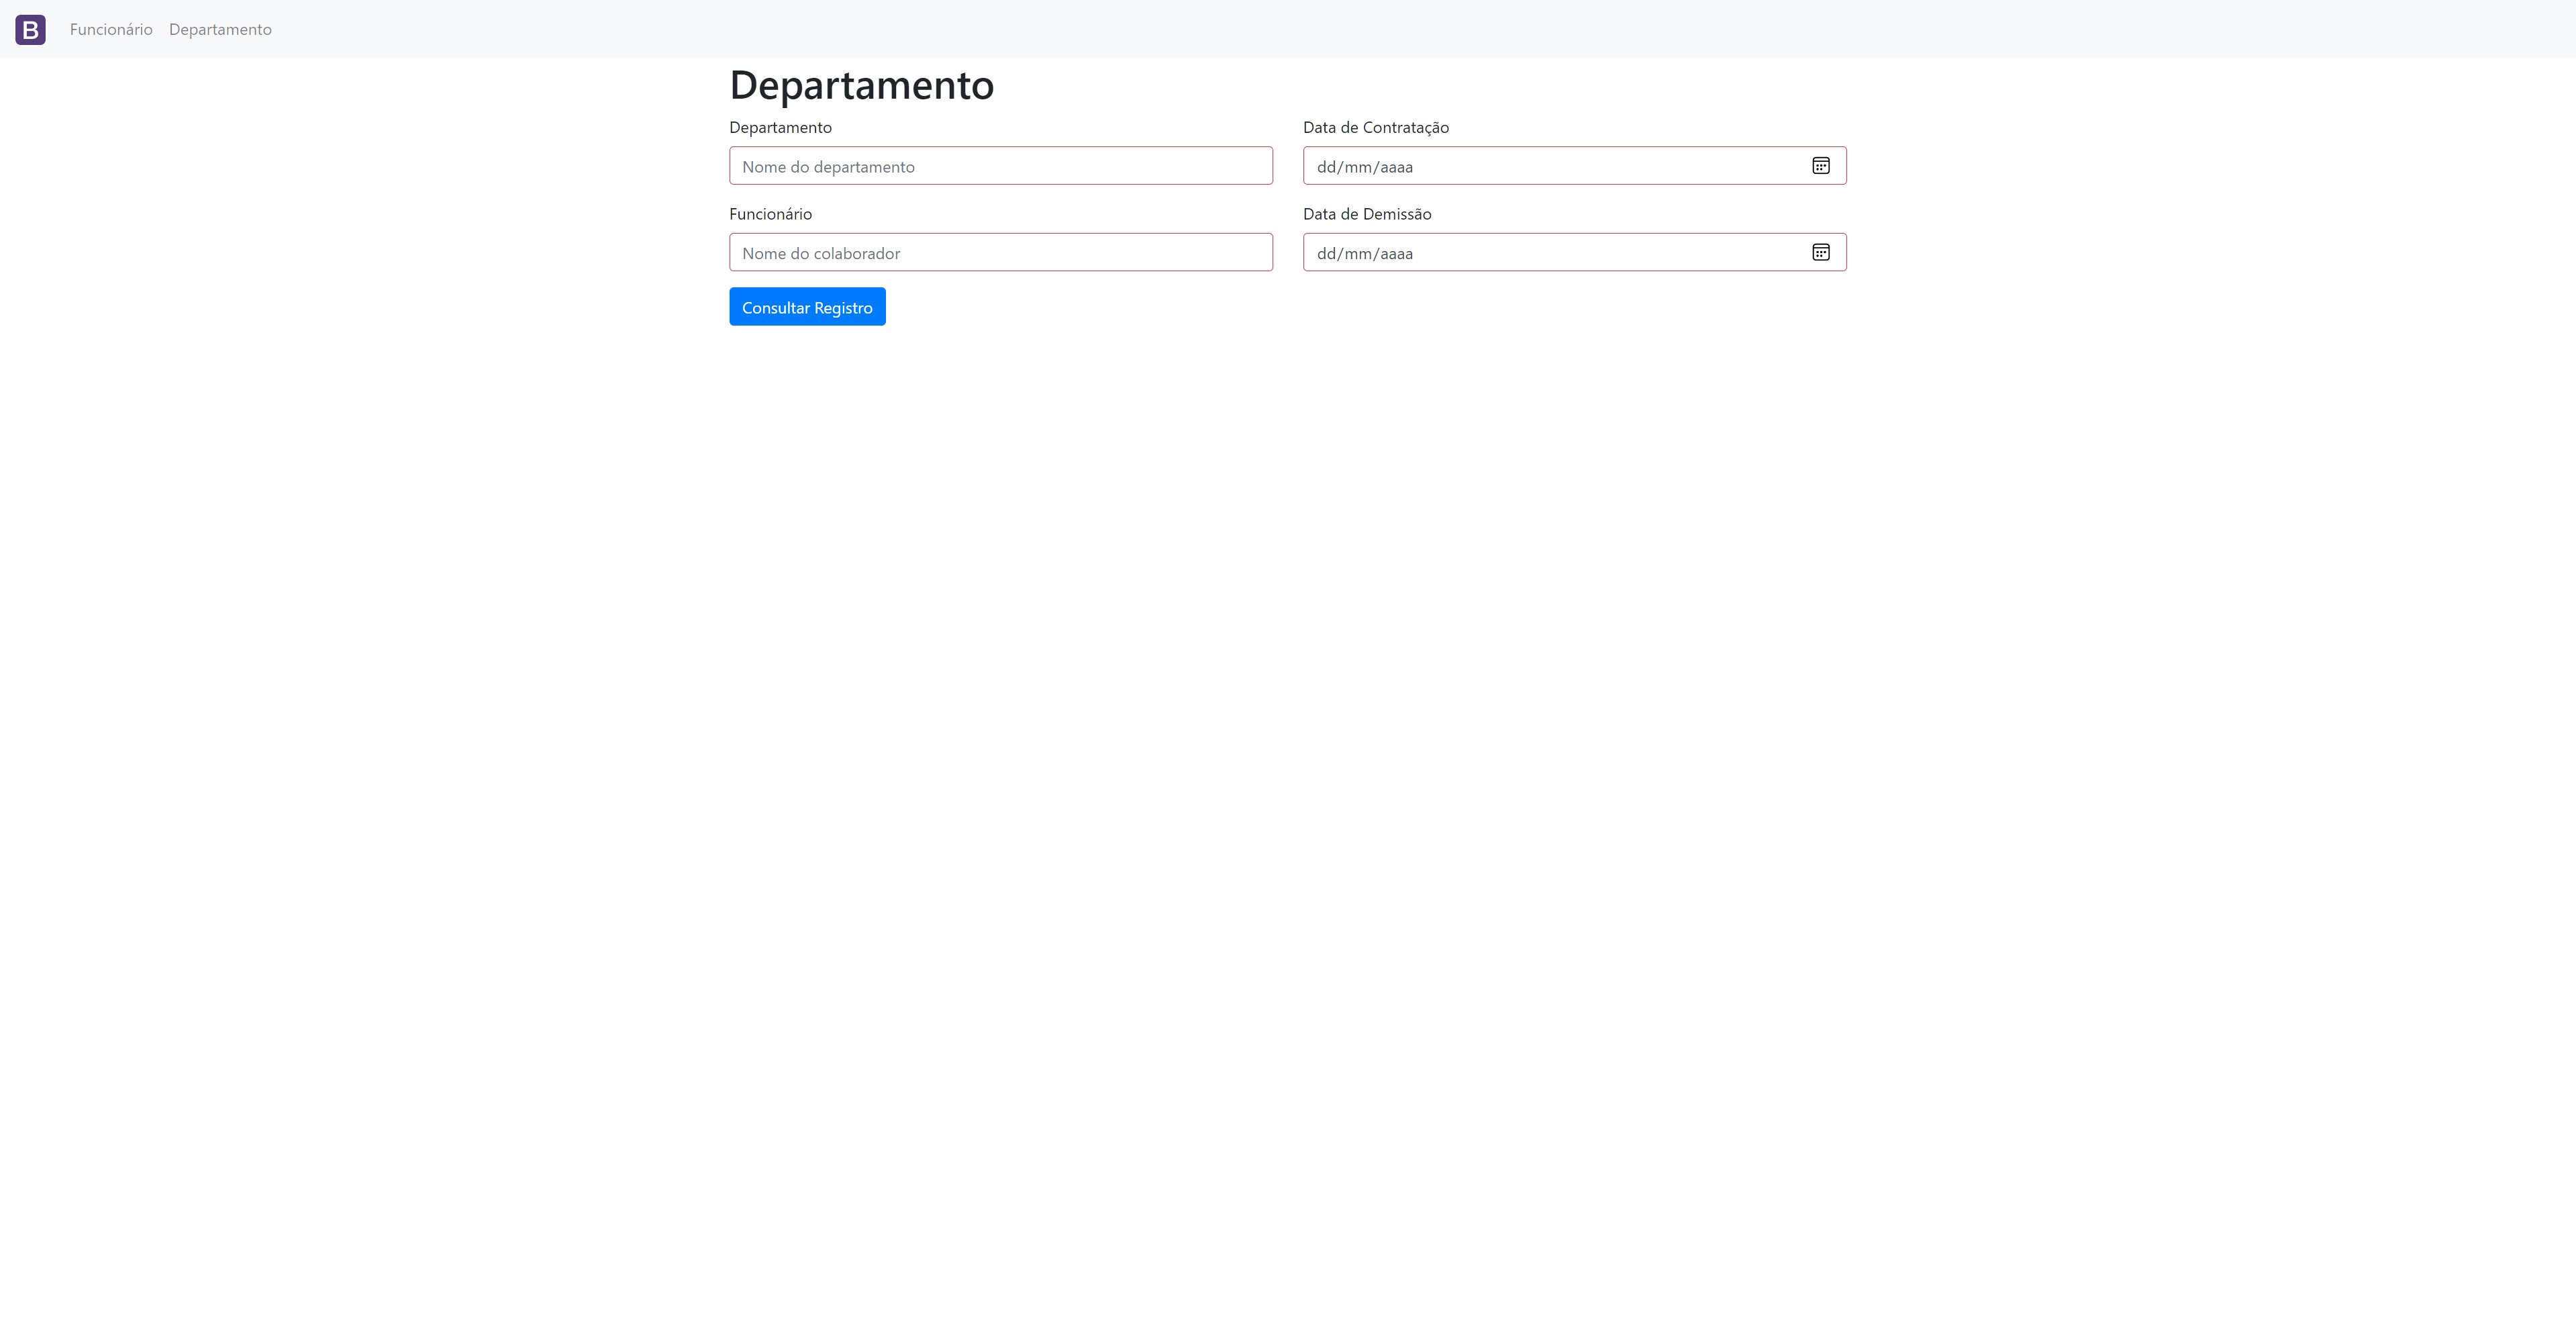 B Funcionário Departamento
Departamento
Departamento
Nome do departamento
Data de Contratação
dd/mm/aaaa
Funcionário
Nome do colaborador
Data de Demissão
dd/mm/aaaa
Consultar Registro